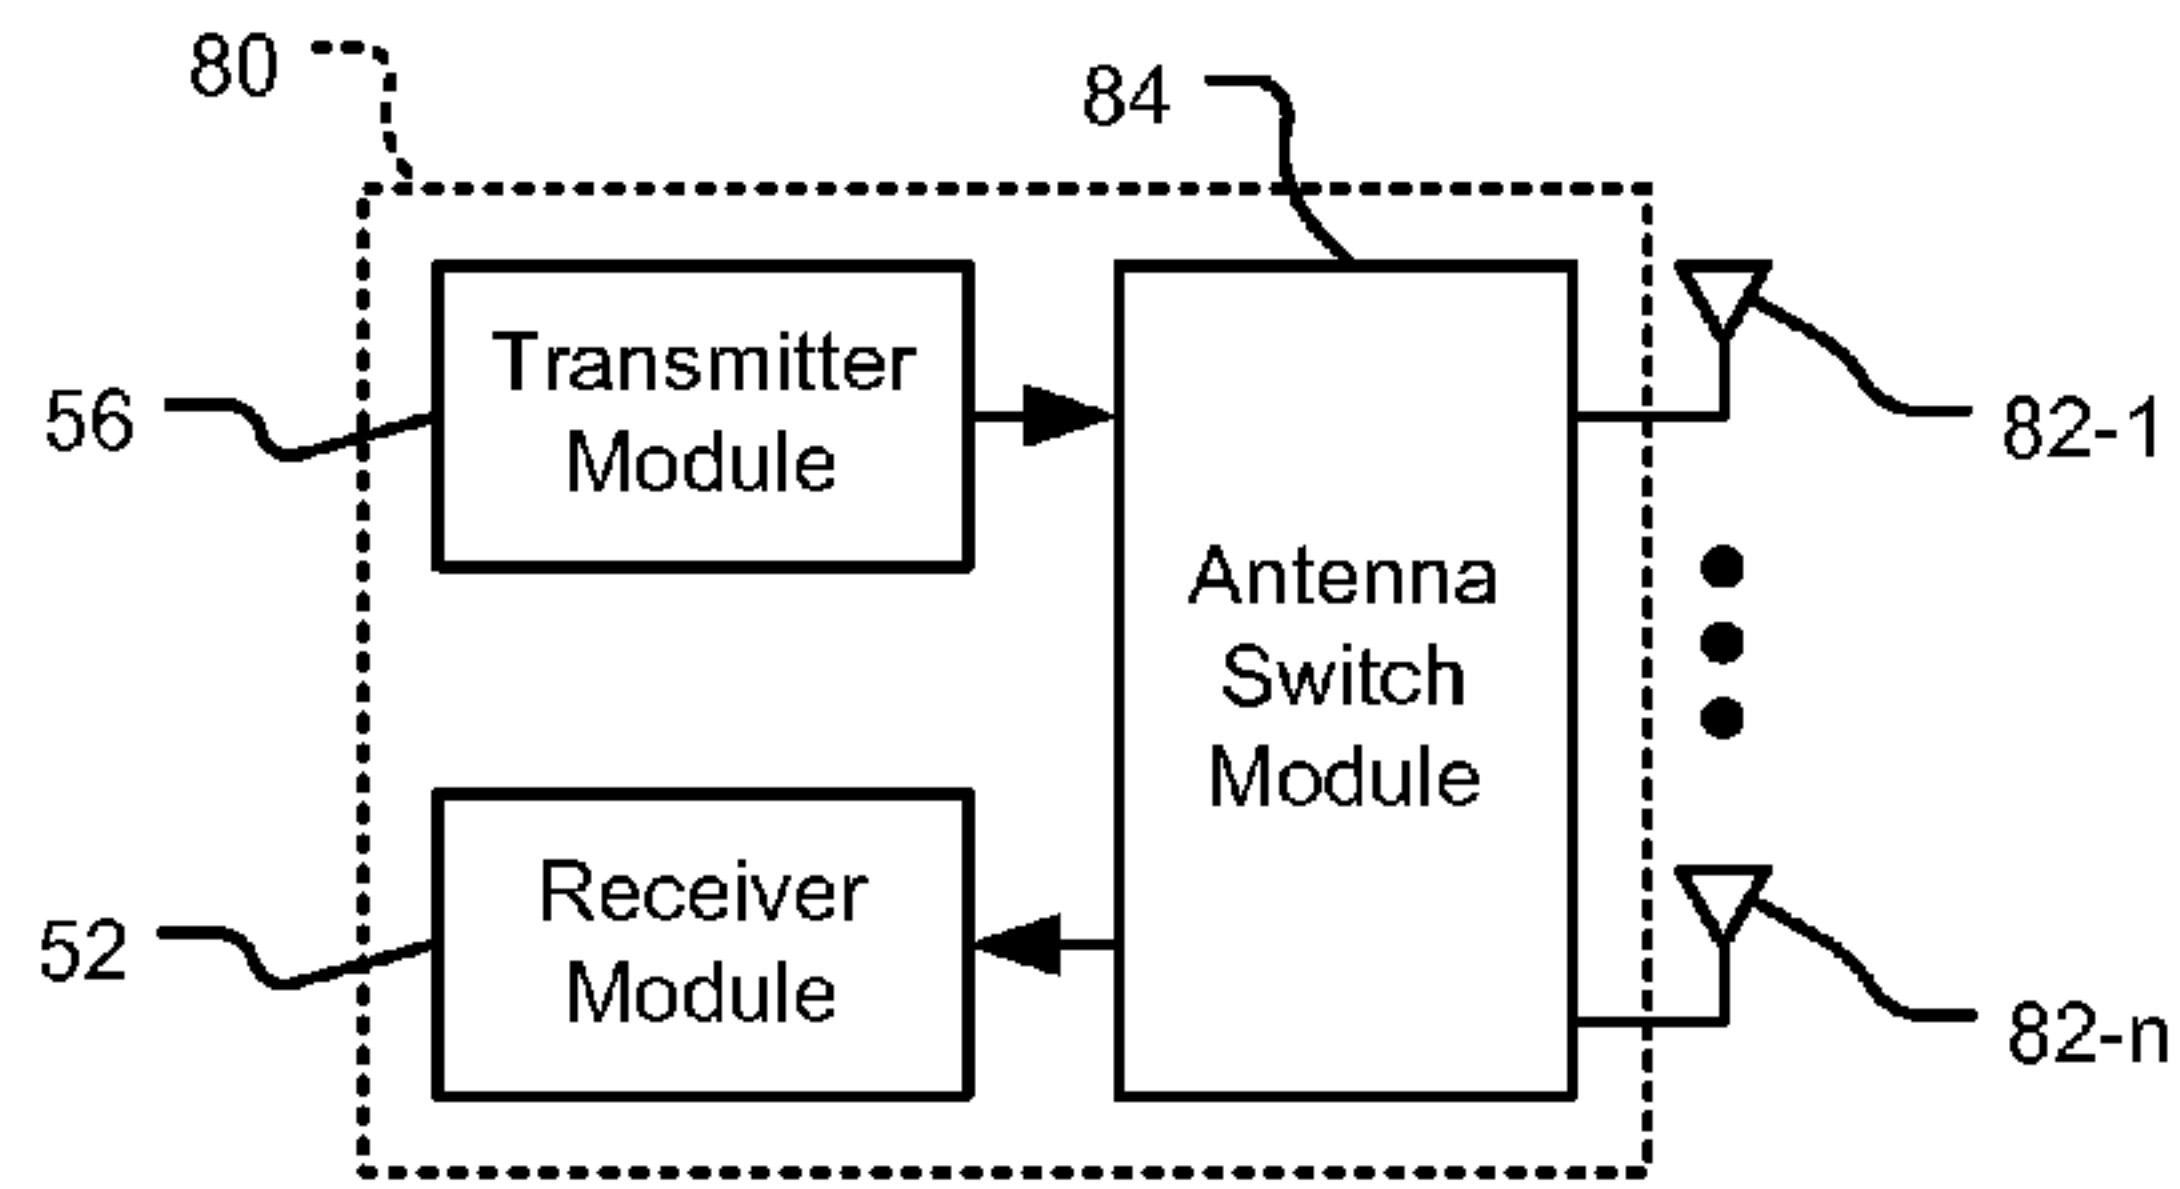 80
84
Transmitter
Module
56
82-1
Antenna
Switch
Module
Receiver
Module
52
82-n